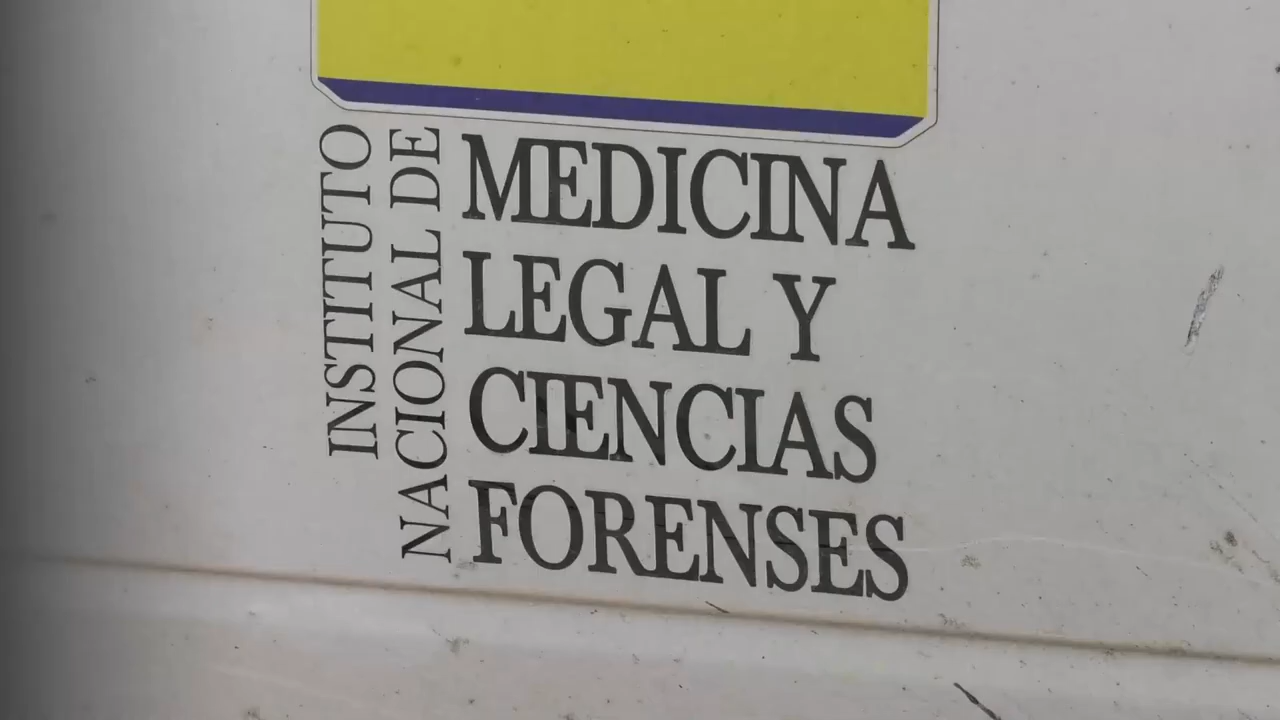 INSTITUTO
NACIONAL DE
MEDICINA
LEGAL Y
CIENCIAS
FORENSES